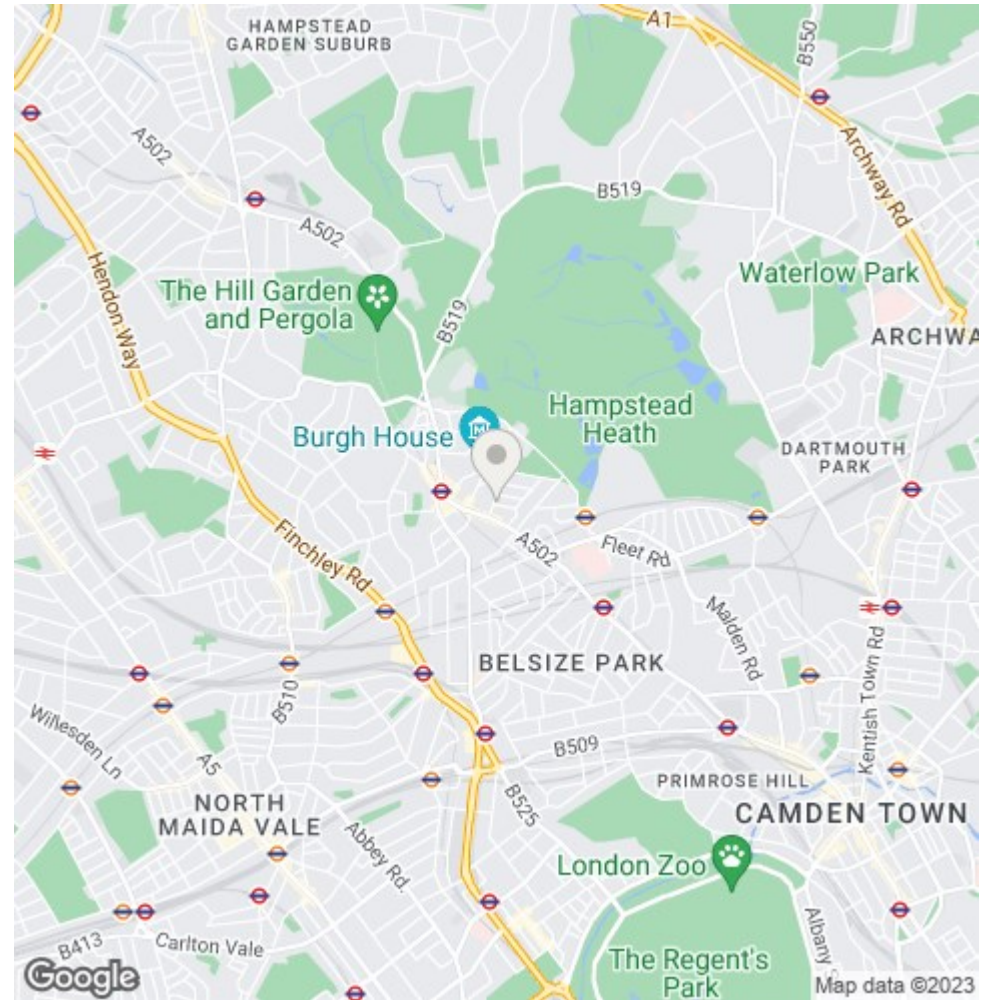 HAMPSTEAD
GARDEN SUBURB
A1
B550
A502
Archway Rd
B519
A502
Hendon Way
The Hill Garden
and Pergola
B519
Waterlow Park
ARCHWA
Hampstead
Heath
Burgh House
M
DARTMOUTH
PARK
Finchley Rd
A502
Fleet Rd
Malden Rd
BELSIZE PARK
B510
Kentish Town Rd
Willesden Ln
A5
B509
PRIMROSE HILL
NORTH
MAIDA VALE
B525
CAMDEN TOWN
Abbey Rd
London Zoo
Albany
B413
Carlton Vale
The Regent's
Park
Google
Map data ©2023